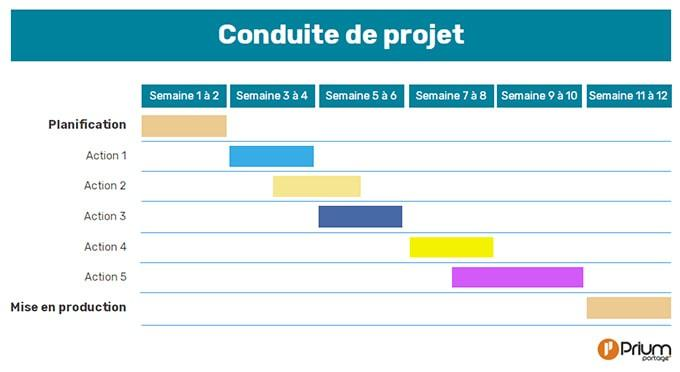 Conduite de projet
Semaine 1 à 2 Semaine 3 à 4 Semaine 5 à 6 Semaine 7 à 8 Semaine 9 à 10 Semaine 11 à 12
Planification
Action 1
Action 2
Action 3
Action 4
Action 5
Mise en production
Prium
portage